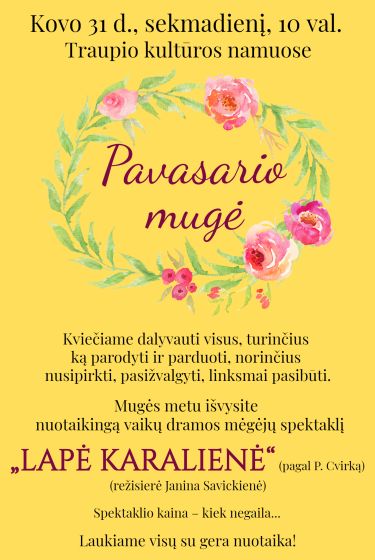 Kovo 31 d., sekmadienį, 10 val.
Traupio kultūros namuose
Pavasario
mugė
Kviečiame dalyvauti visus, turinčius
ką parodyti ir parduoti, norinčius
nusipirkti, pasižvalgyti, linksmai pasibūti.
Mugės metu išvysite
nuotaikingą vaikų dramos mėgėjų spektaklį
„LAPĖ KARALIENĖ“ (pagal P. Cvirką)
(režisierė Janina Savickienė)
Spektaklio kaina – kiek negaila...
Laukiame visų su gera nuotaika!